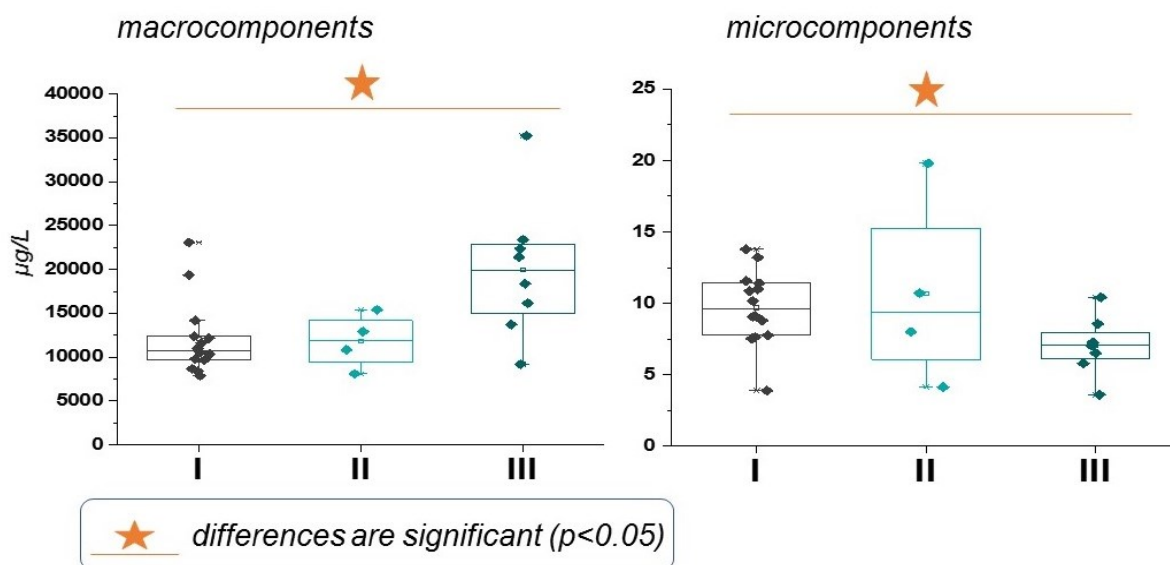 macrocomponents
microcomponents
µg/L
40000
35000
30000
25000
20000
15000
10000
5000
0
I
II
III
25
20
15
10
5
0
I
II
III
differences are significant (p<0.05)